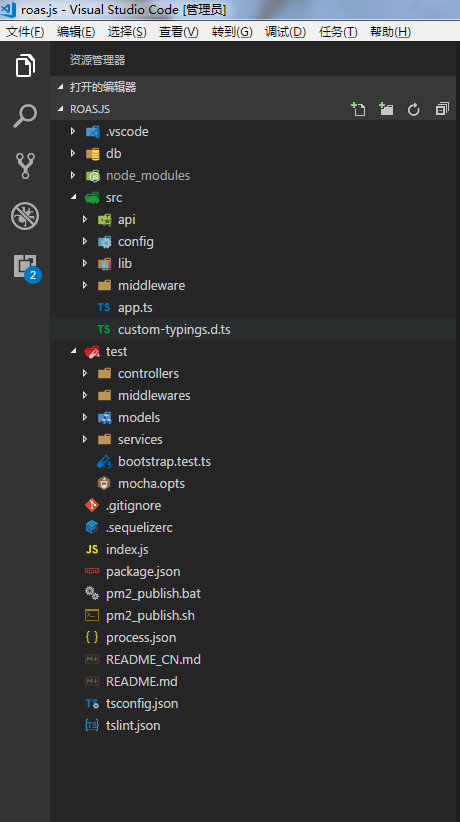 roas.js - Visual Studio Code [管理员]
文件(F) 编辑(E) 选择(S) 查看(V) 转到(G) 调试(D) 任务(T) 帮助(H)
资源管理器
打开的编辑器
ROASJS
.vscode
db
node_modules
src
api
config
lib
middleware
TS app.ts
TS custom-typings.d.ts
2
test
controllers
middlewares
models
services
bootstrap.test.ts
mocha.opts
.gitignore
.sequelizerc
JS index.js
package.json
pm2_publish.bat
pm2_publish.sh
{ } process.json
README_CN.md
README.md
TS tsconfig.json
TS tslint.json